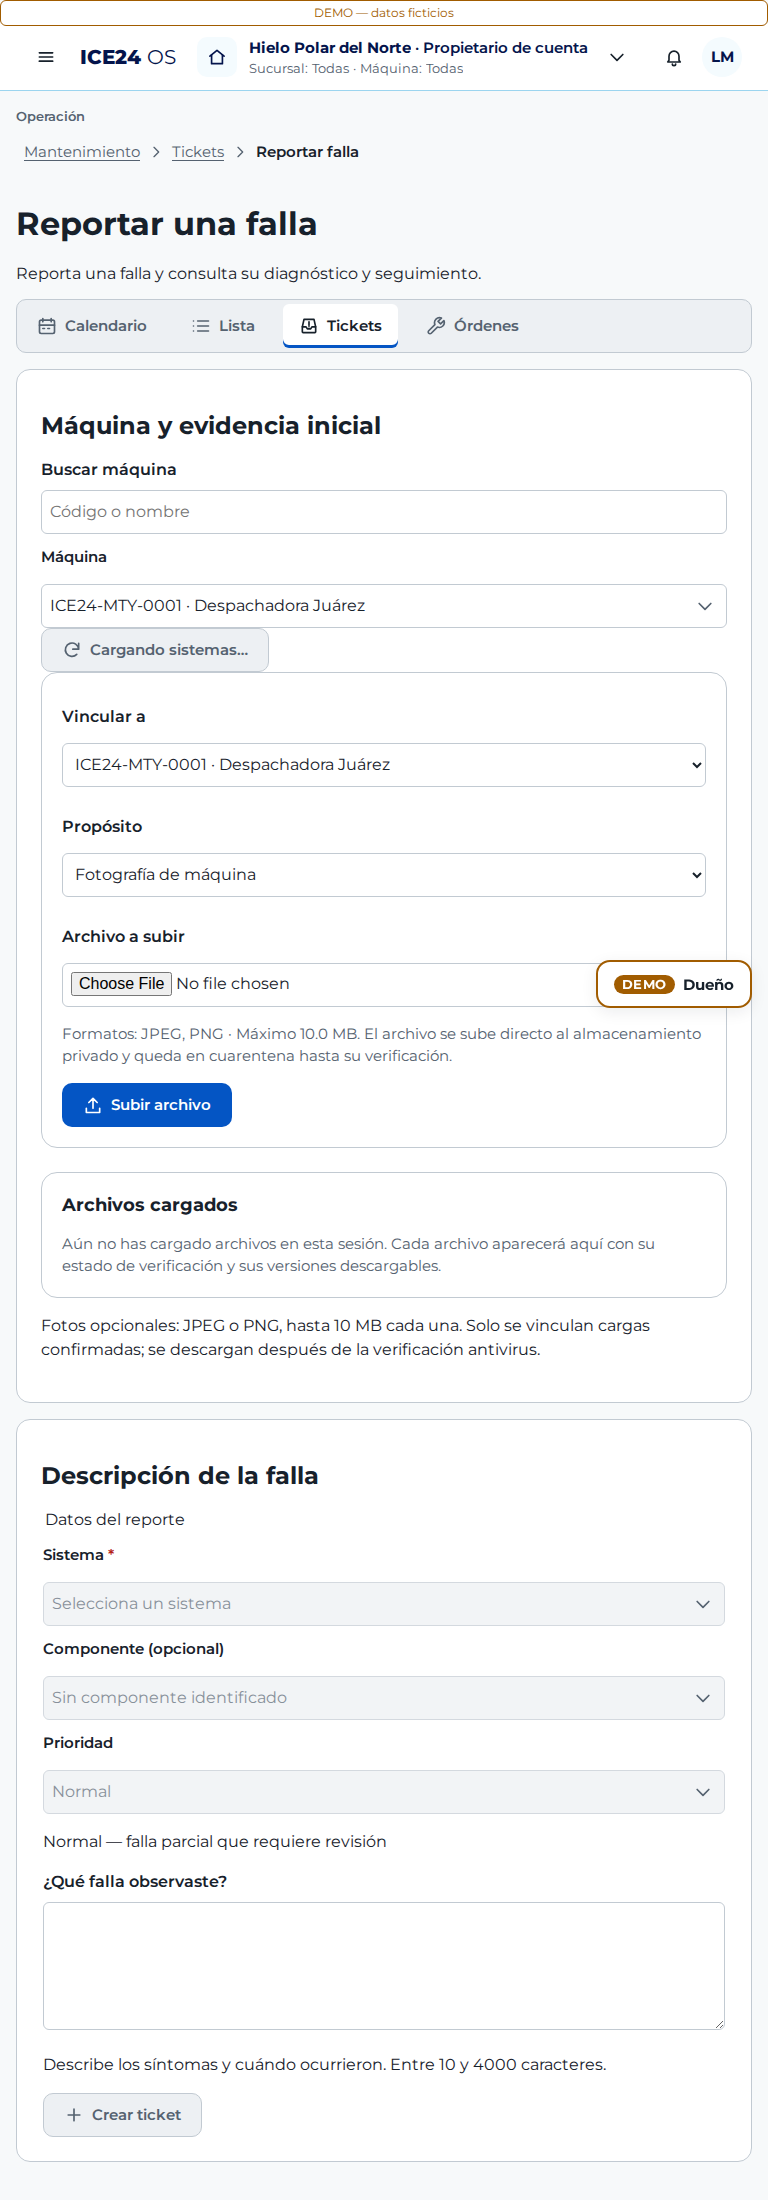 DEMO — datos ficticios
ICE24 OS
Hielo Polar del Norte · Propietario de cuenta
Sucursal: Todas · Máquina: Todas
LM
Operación
Mantenimiento > Tickets > Reportar falla
Reportar una falla
Reporta una falla y consulta su diagnóstico y seguimiento.
Calendario
Lista
Tickets
Órdenes
Máquina y evidencia inicial
Buscar máquina
Código o nombre
Máquina
ICE24-MTY-0001 · Despachadora Juárez
Cargando sistemas...
Vincular a
ICE24-MTY-0001 · Despachadora Juárez
Propósito
Fotografía de máquina
Archivo a subir
Choose File No file chosen
DEMO Dueño
Formatos: JPEG, PNG · Máximo 10.0 MB. El archivo se sube directo al almacenamiento
privado y queda en cuarentena hasta su verificación.
Subir archivo
Archivos cargados
Aún no has cargado archivos en esta sesión. Cada archivo aparecerá aquí con su
estado de verificación y sus versiones descargables.
Fotos opcionales: JPEG o PNG, hasta 10 MB cada una. Solo se vinculan cargas
confirmadas; se descargan después de la verificación antivirus.
Descripción de la falla
Datos del reporte
Sistema *
Selecciona un sistema
Componente (opcional)
Sin componente identificado
Prioridad
Normal
Normal — falla parcial que requiere revisión
¿Qué falla observaste?
Describe los síntomas y cuándo ocurrieron. Entre 10 y 4000 caracteres.
Crear ticket